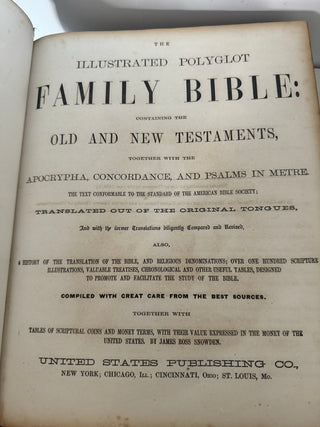 THE
ILLUSTRATED POLYGLOT
FAMILY BIBLE:
CONTAINING THE
OLD AND NEW TESTAMENTS,
TOGETHER WITH THE
APOCRYPHA, CONCORDANCE, AND PSALMS IN METRE.
THE TEXT CONFORMABLE TO THE STANDARD OF THE AMERICAN BIBLE SOCIETY;
TRANSLATED OUT OF THE ORIGINAL TONGUES,
And with the former Translations diligently Compared and Revised,
ALSO,
A HISTORY OF THE TRANSLATION OF THE BIBLE, AND RELIGIOUS DENOMINATIONS; OVER ONE HUNDRED SCRIPTURE
ILLUSTRATIONS, VALUABLE TREATISES, CHRONOLOGICAL AND OTHER USEFUL TABLES, DESIGNED
TO PROMOTE AND FACILITATE THE STUDY OF THE BIBLE.
COMPILED WITH GREAT CARE FROM THE BEST SOURCES.
TOGETHER WITH
TABLES OF SCRIPTURAL COINS AND MONEY TERMS, WITH THEIR VALUE EXPRESSED IN THE MONEY OF THE
UNITED STATES. BY JAMES ROSS SNOWDEN.
UNITED STATES PUBLISHING CO.,
NEW YORK; CHICAGO, ILL.; CINCINNATI, OHIO; ST. LOUIS, MO.